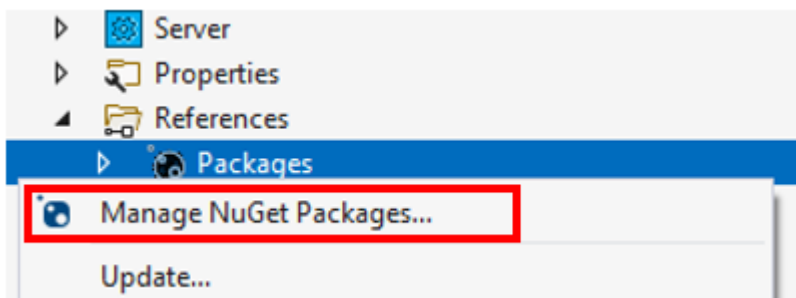 Server
Properties
References
Packages
Manage NuGet Packages...
Update...